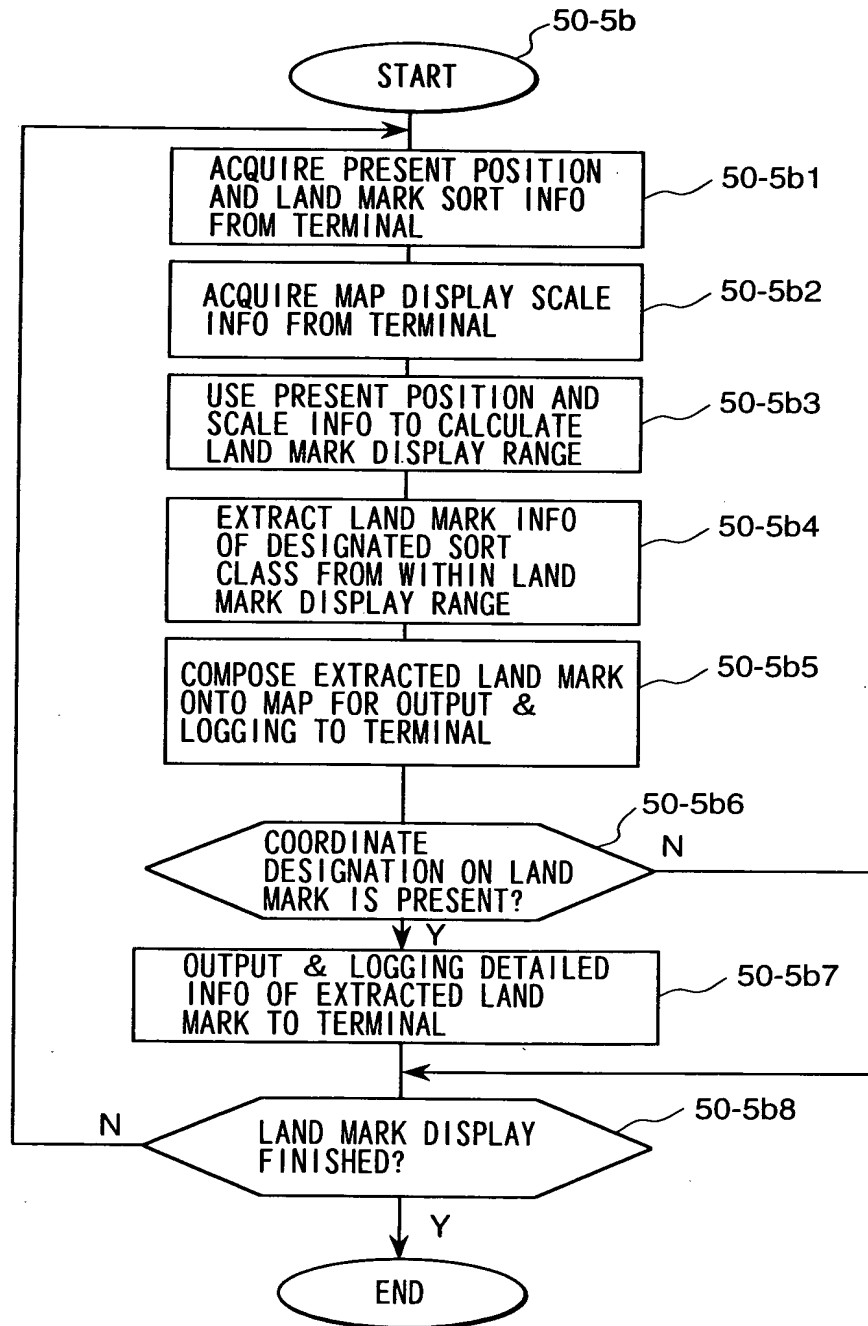 50-5b
START
ACQUIRE PRESENT POSITION
AND LAND MARK SORT INFO
FROM TERMINAL
50-5b1
ACQUIRE MAP DISPLAY SCALE
INFO FROM TERMINAL
50-5b2
USE PRESENT POSITION AND
SCALE INFO TO CALCULATE
LAND MARK DISPLAY RANGE
50-5b3
EXTRACT LAND MARK INFO
OF DESIGNATED SORT
CLASS FROM WITHIN LAND
MARK DISPLAY RANGE
50-5b4
COMPOSE EXTRACTED LAND MARK
ONTO MAP FOR OUTPUT &
LOGGING TO TERMINAL
50-5b5
50-5b6
COORDINATE
DESIGNATION ON LAND
MARK IS PRESENT?
N
Y
OUTPUT & LOGGING DETAILED
INFO OF EXTRACTED LAND
MARK TO TERMINAL
50-5b7
50-5b8
N
LAND MARK DISPLAY
FINISHED?
Y
END